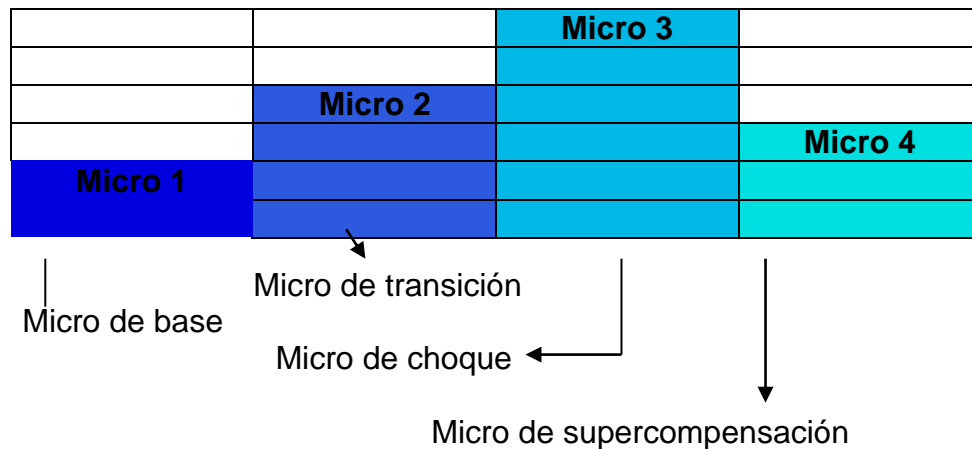 Micro 3
Micro 2
Micro 4
Micro 1
Micro de transición
Micro de base
Micro de choque
Micro de supercompensación